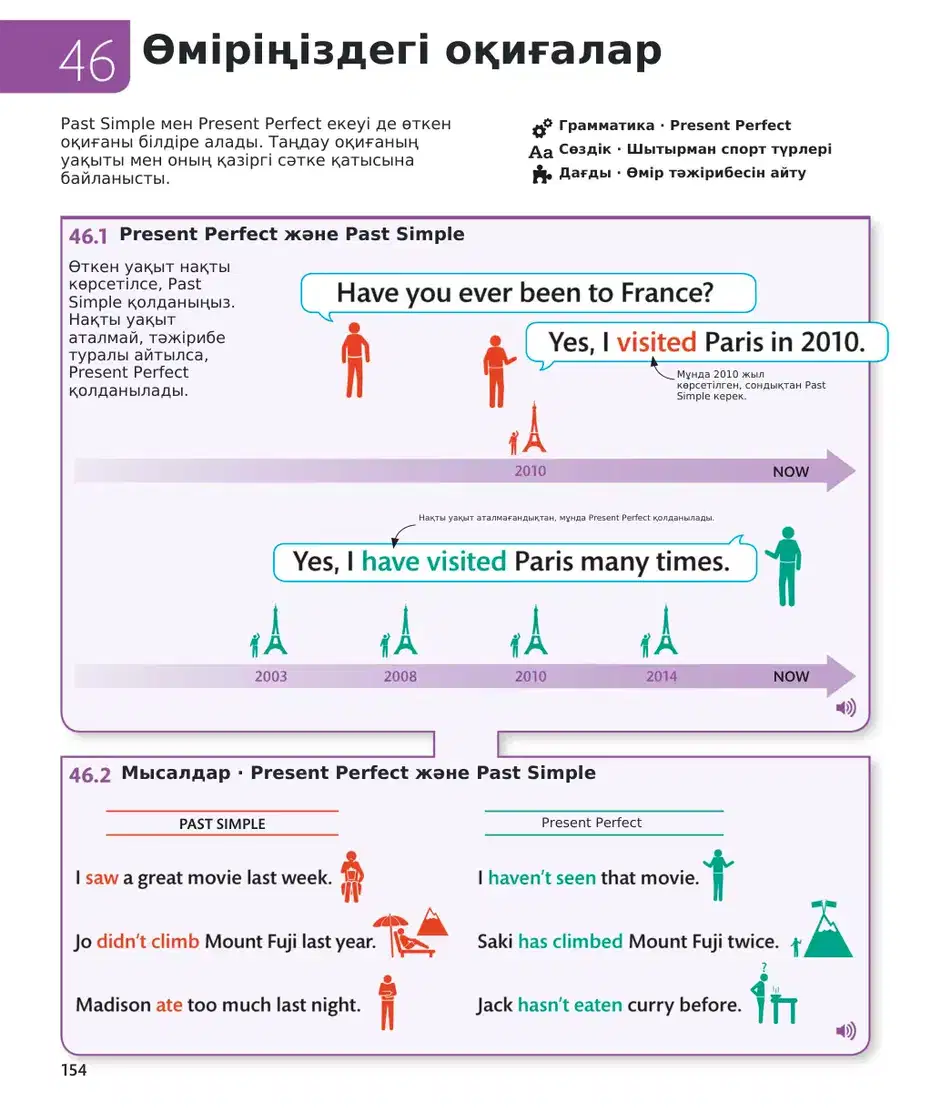 46
Өміріңіздегі оқиғалар
Past Simple мен Present Perfect екеуі де өткен
оқиғаны білдіре алады. Таңдау оқиғаның
уақыты мен оның қазіргі сәтке қатысына
байланысты.
Грамматика · Present Perfect
Aa Сөздік · Шытырман спорт түрлері
Дағды · Өмір тәжірибесін айту
46.1 Present Perfect және Past Simple
Өткен уақыт нақты
көрсетілсе, Past
Simple қолданыңыз.
Нақты уақыт
аталмай, тәжірибе
туралы айтылса,
Present Perfect
қолданылады.
Have you ever been to France?
Yes, I visited Paris in 2010.
Мұнда 2010 жыл
көрсетілген, сондықтан Past
Simple керек.
2010 NOW
Нақты уақыт аталмағандықтан, мұнда Present Perfect қолданылады.
Yes, I have visited Paris many times.
2003 2008 2010 2014 NOW
46.2 Мысалдар · Present Perfect және Past Simple
PAST SIMPLE
I saw a great movie last week.
Jo didn't climb Mount Fuji last year.
Madison ate too much last night.
Present Perfect
I haven't seen that movie.
Saki has climbed Mount Fuji twice.
?
Jack hasn't eaten curry before.
154